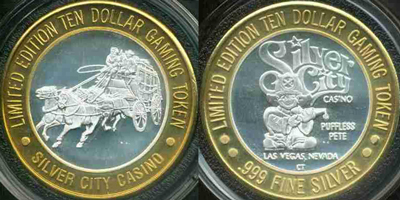 LIMITED EDITION TEN DOLLAR GAMING TOKEN
SILVER CITY CASINO
LIMITED EDITION TEN DOLLAR GAMING TOKEN
Silver
City
CASINO
PUFFLESS
PETE
LAS VEGAS, NEVADA
CT
.999 FINE SILVER